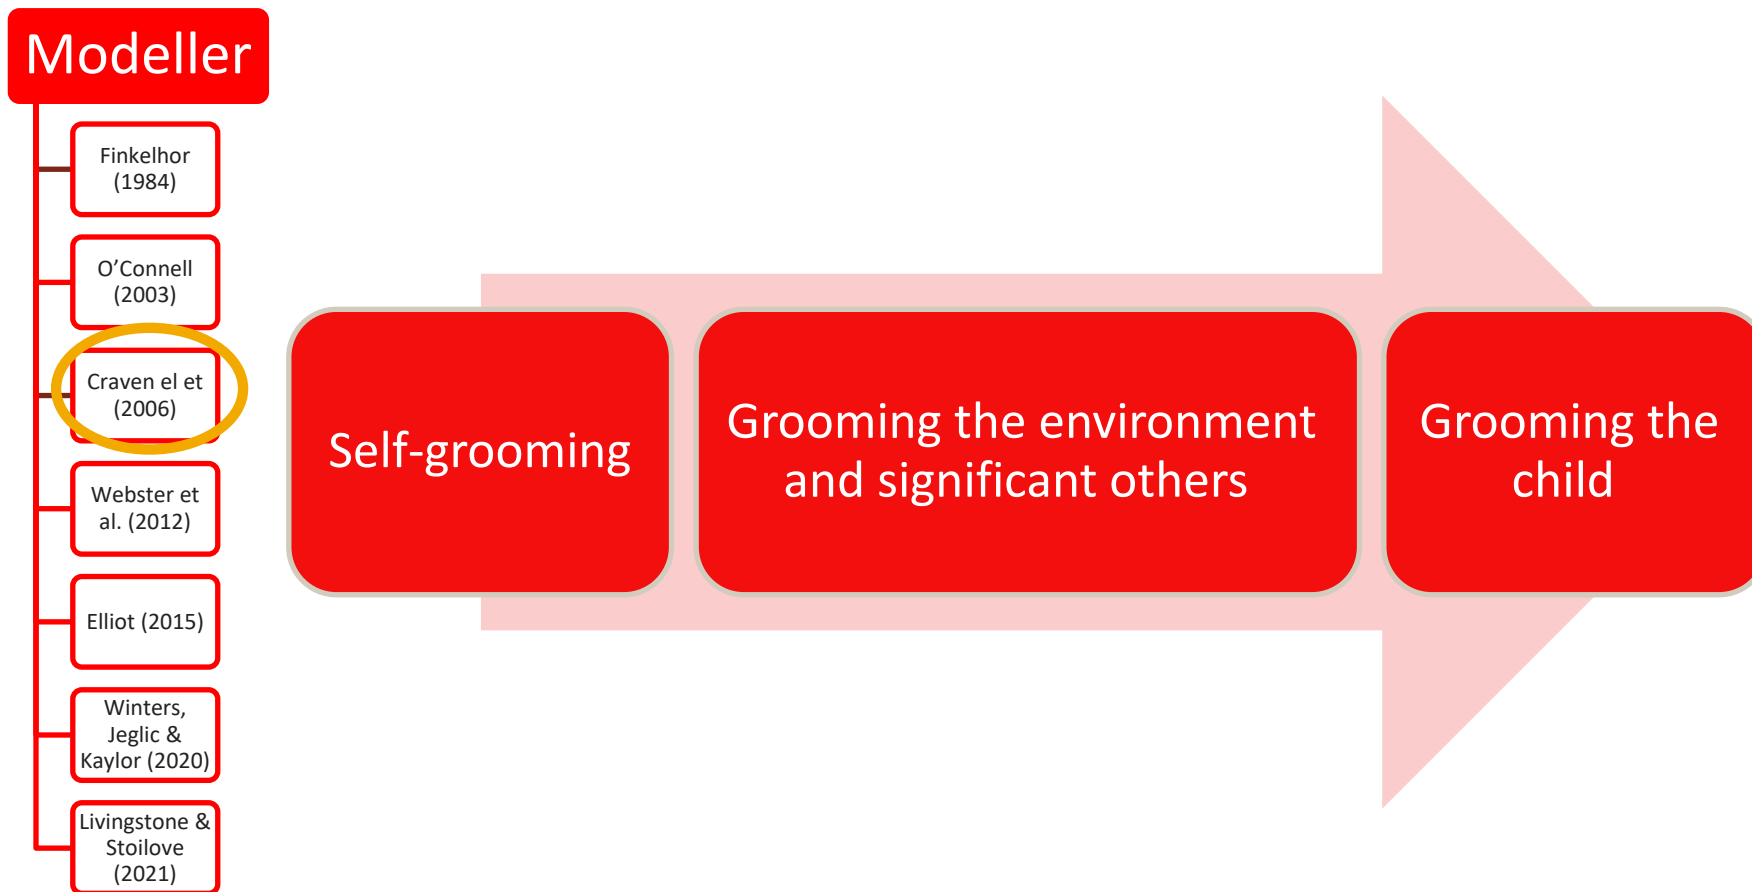 Modeller
Finkelhor
(1984)
O’Connell
(2003)
Craven el et
(2006)
Webster et
al. (2012)
Elliot (2015)
Winters,
Jeglic &
Kaylor (2020)
Livingstone &
Stoilove
(2021)
Self-grooming
Grooming the environment
and significant others
Grooming the
child